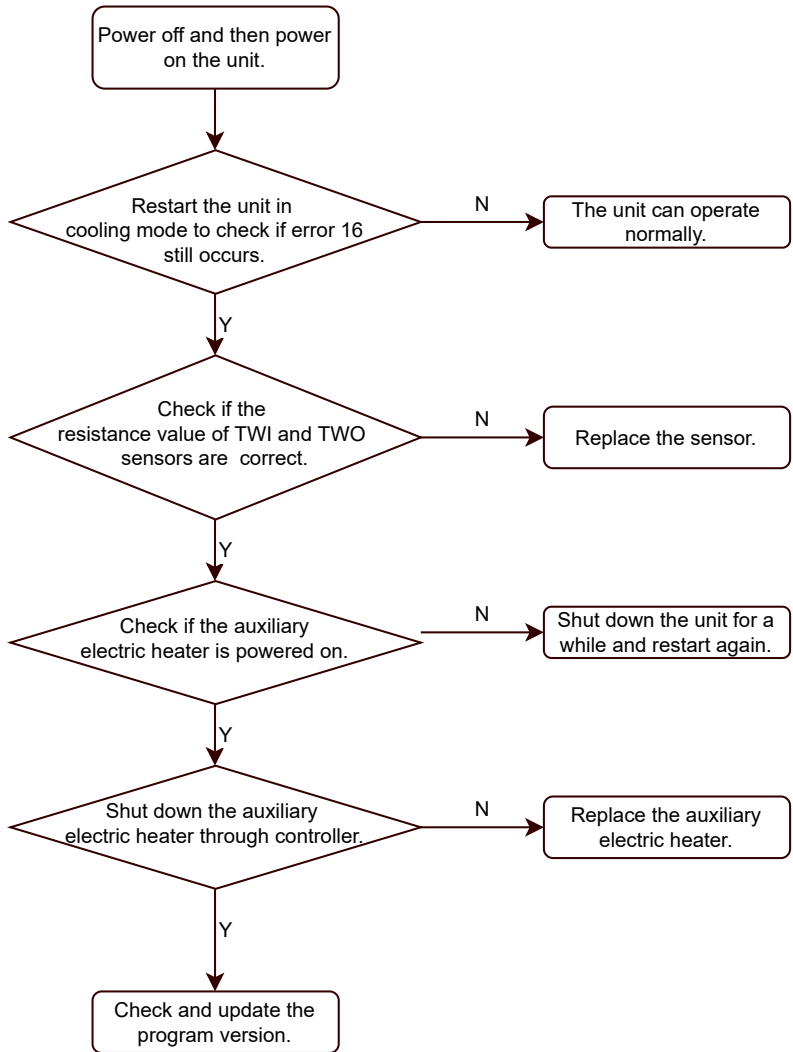 Power off and then power
on the unit.
Restart the unit in
cooling mode to check if error 16
still occurs.
N
The unit can operate
normally.
Y
Check if the
resistance value of TWI and TWO
sensors are  correct.
N
Replace the sensor.
Y
Check if the auxiliary
electric heater is powered on.
N
Shut down the unit for a
while and restart again.
Y
Shut down the auxiliary
electric heater through controller.
N
Replace the auxiliary
electric heater.
Y
Check and update the
program version.